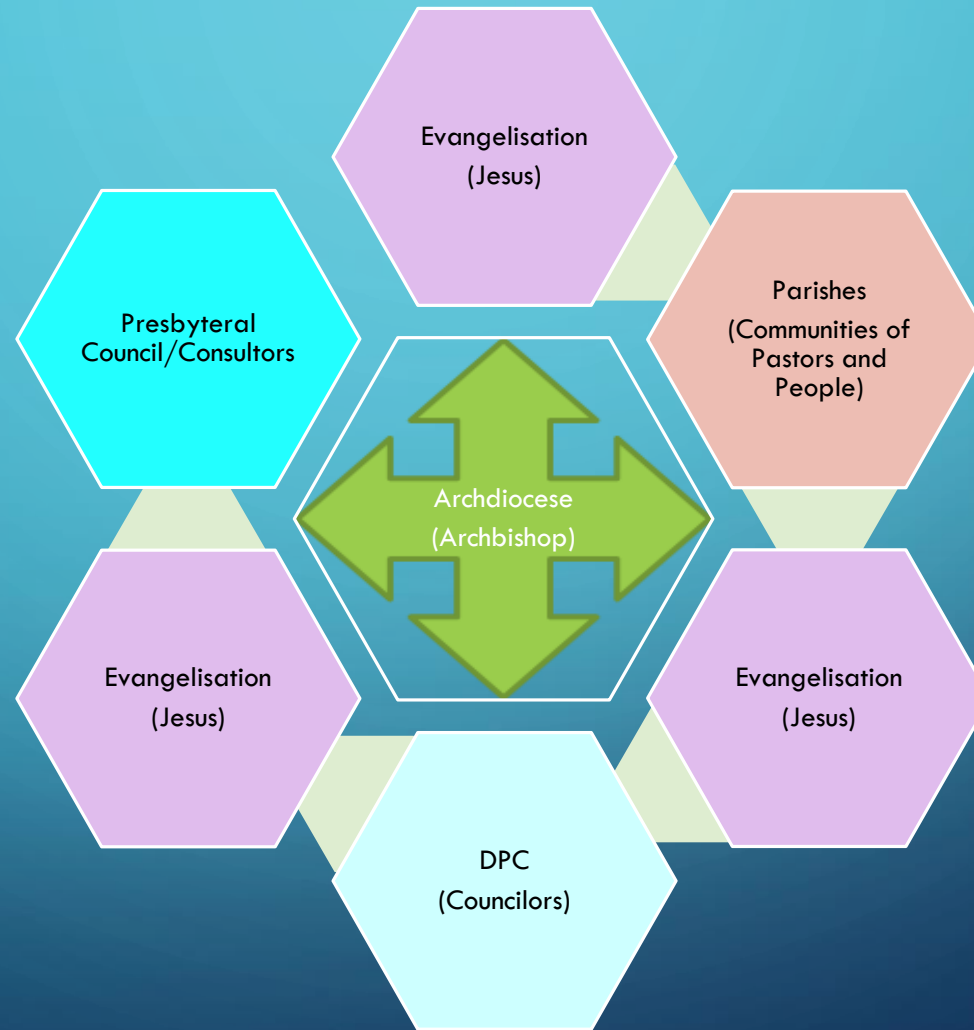 Evangelisation
(Jesus)
Parishes
(Communities of
Pastors and
People)
Presbyteral
Council/Consultors
Archdiocese
(Archbishop)
Evangelisation
(Jesus)
Evangelisation
(Jesus)
DPC
(Councilors)